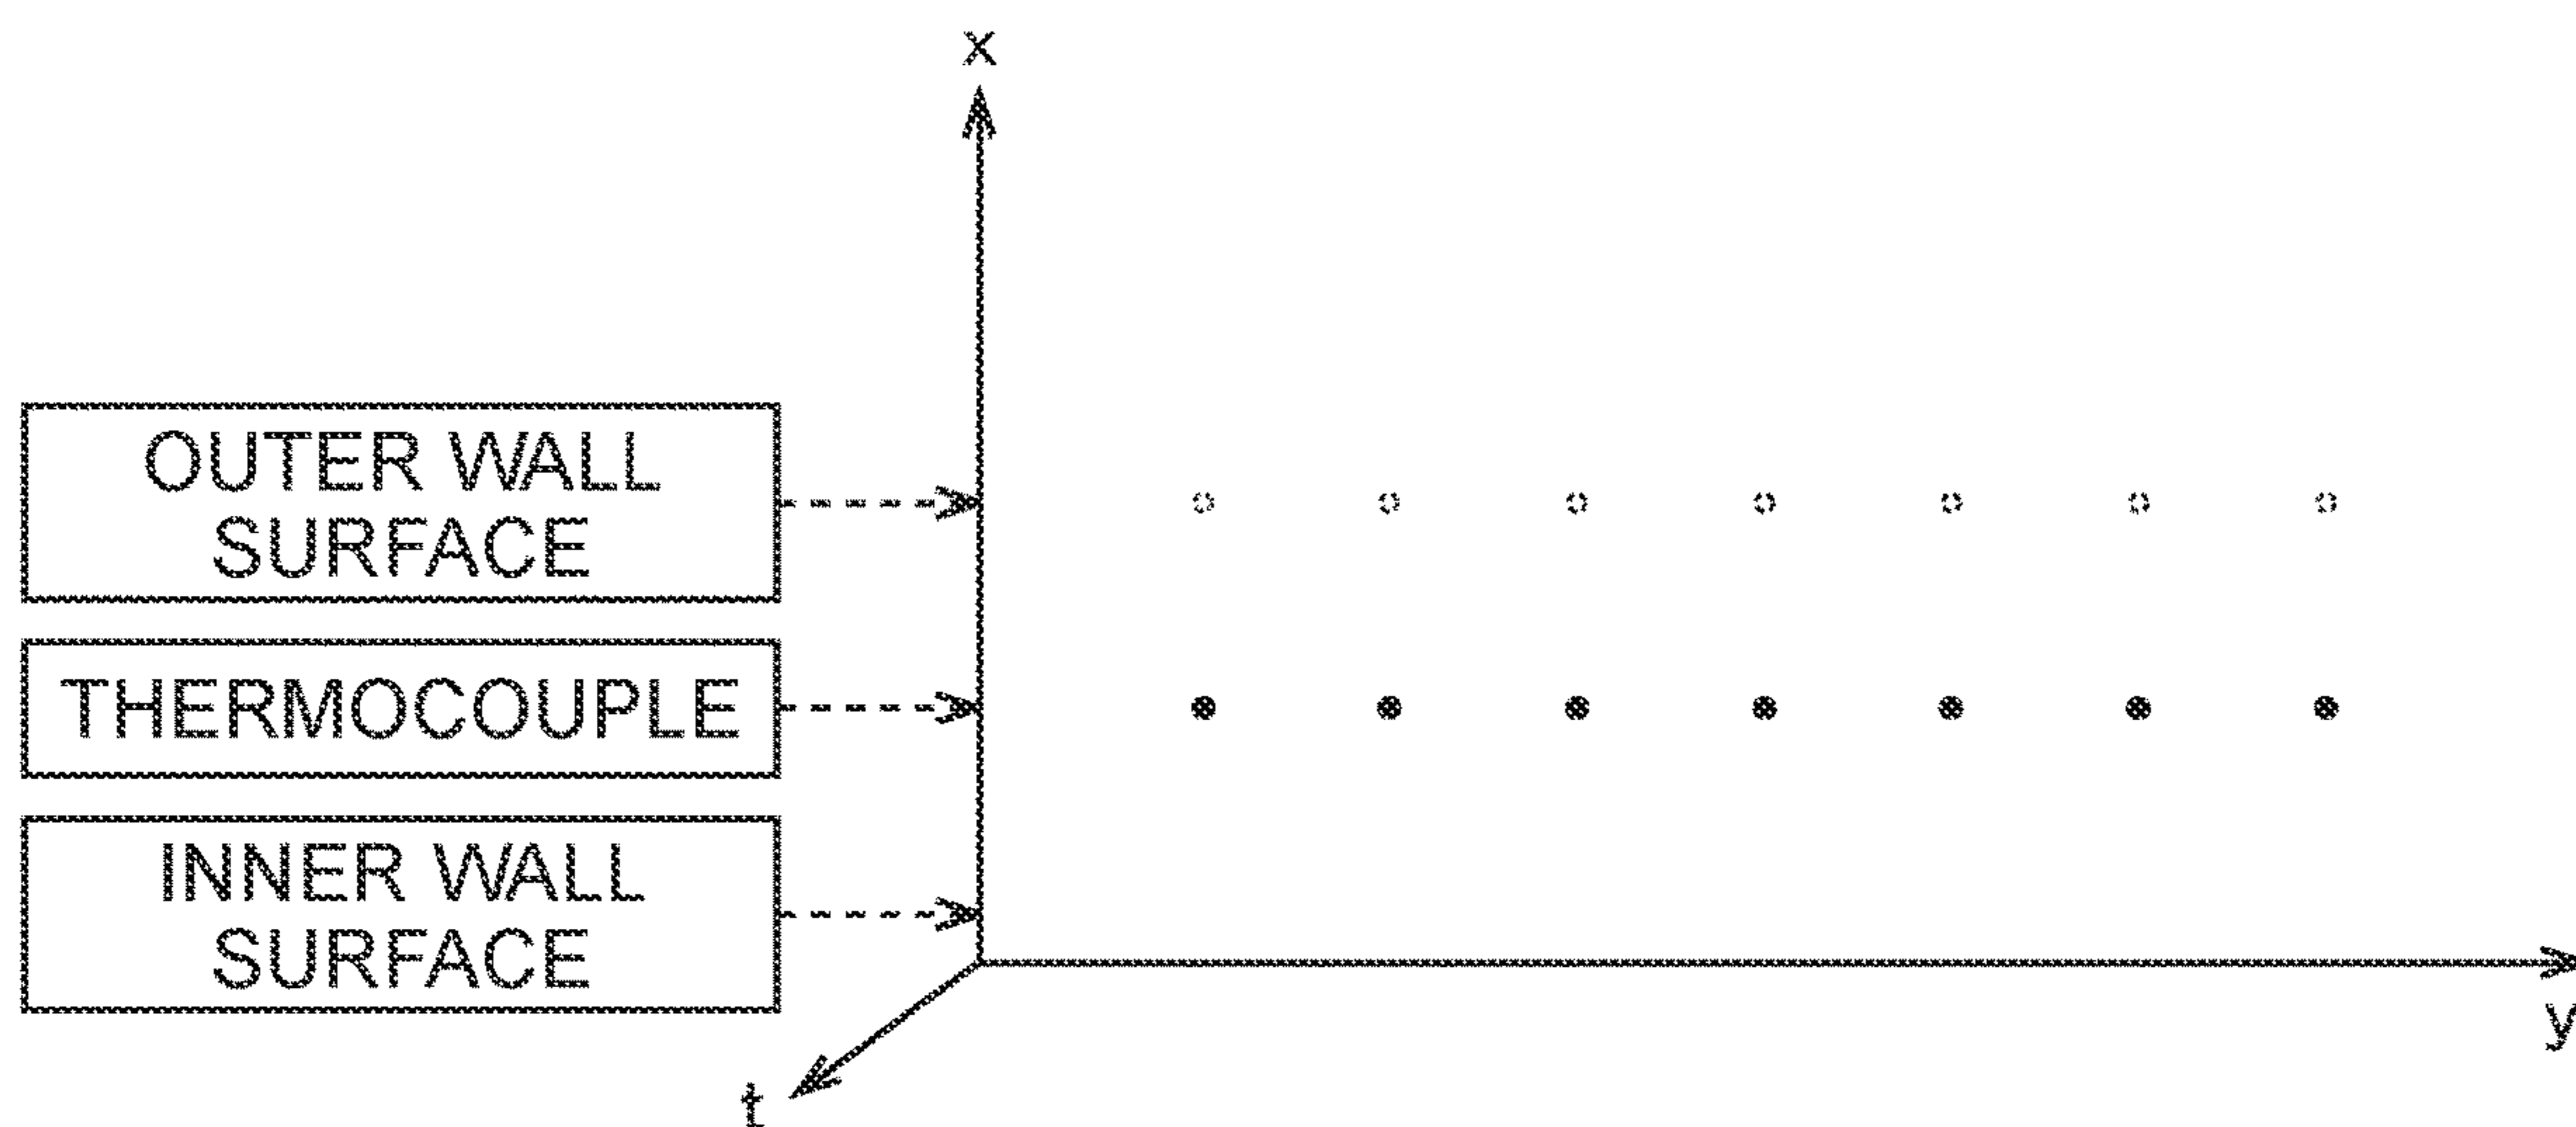 x
OUTER WALL
SURFACE
THERMOCOUPLE
INNER WALL
SURFACE
y
t